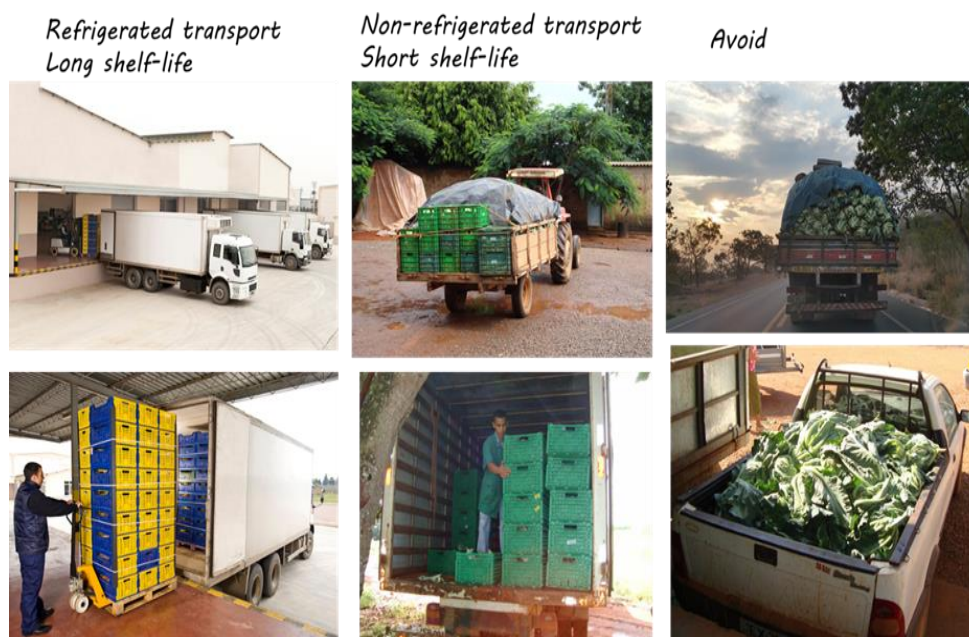 Refrigerated transport
Long shelf-life
Non-refrigerated transport
Short shelf-life
Avoid